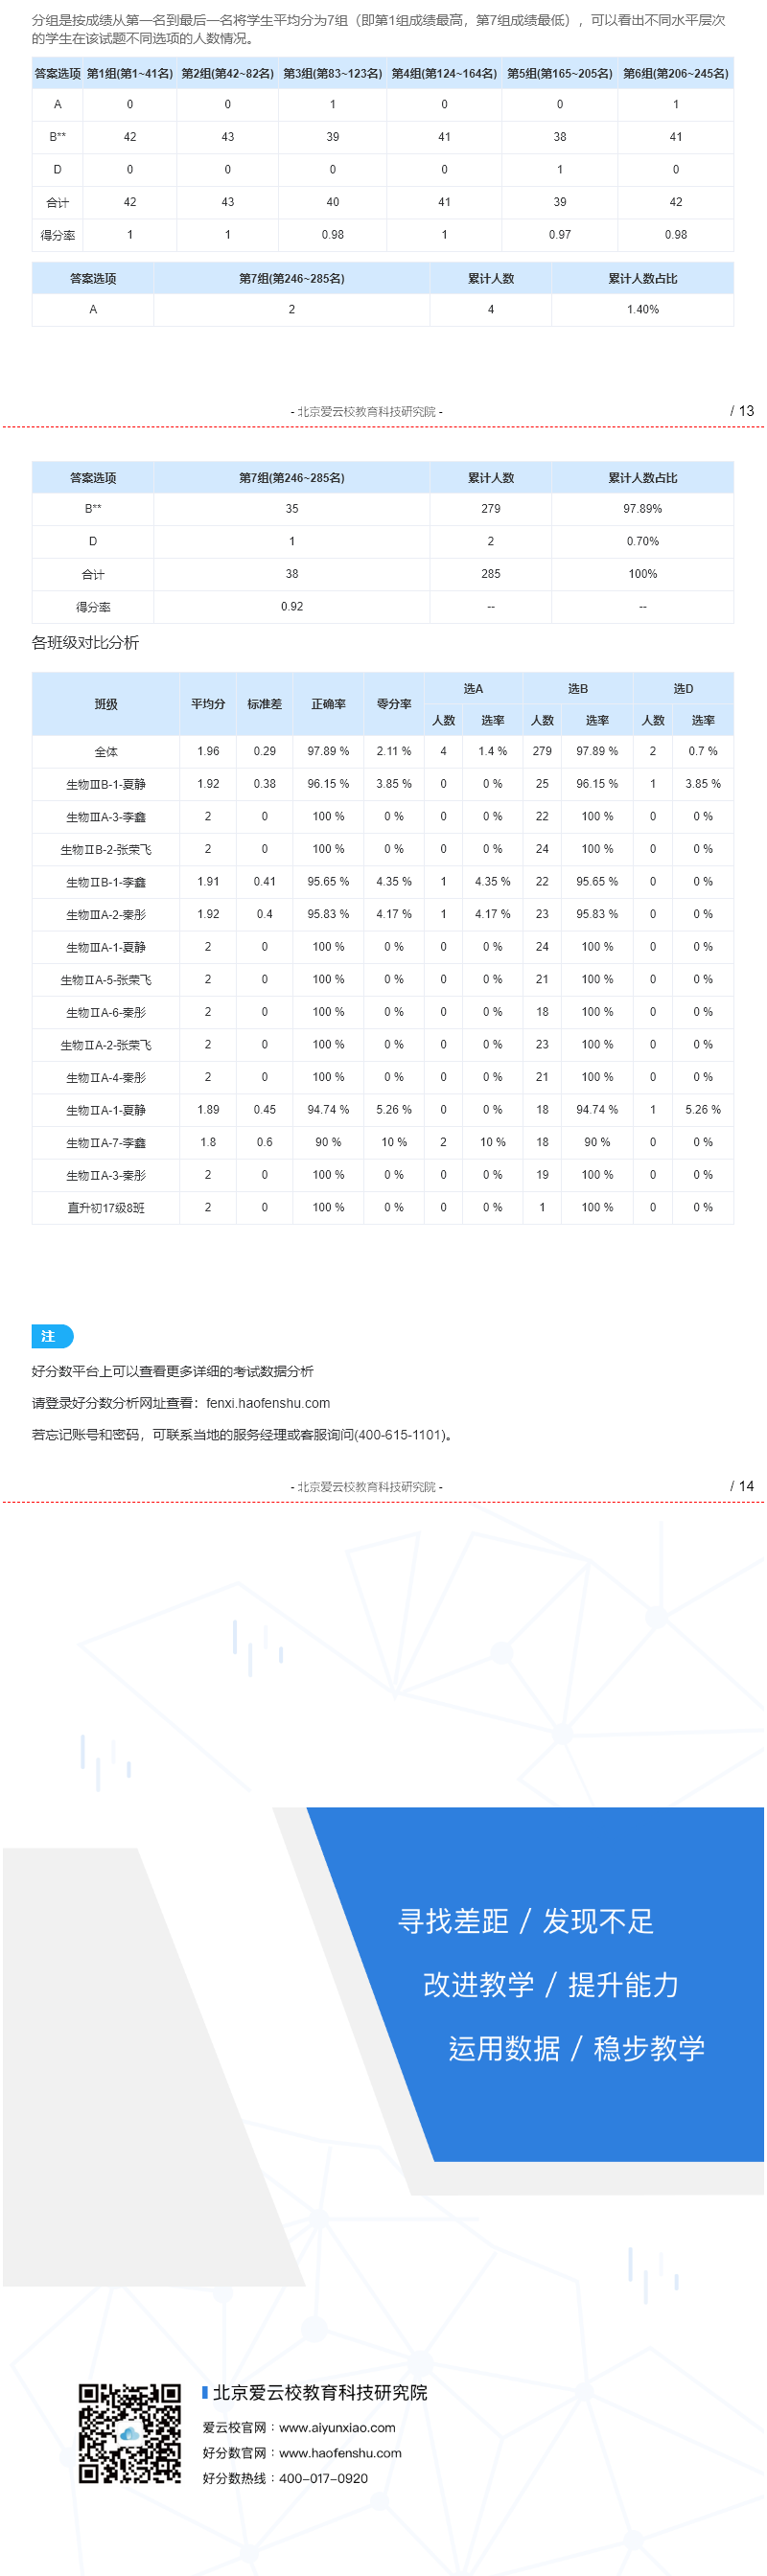 分组是按成绩从第一名到最后一名将学生平均分为7组（即第1组成绩最高，第7组成绩最低），可以看出不同水平层次
的学生在该试题不同选项的人数情况。
答案选项 第1组(第1~41名) 第2组(第42~82名) 第3组(第83~123名) 第4组(第124~164名) 第5组(第165~205名) 第6组(第206~245名)
A 0 0 1 0 0 1
B** 42 43 39 41 38 41
D 0 0 0 0 1 0
合计 42 43 40 41 39 42
得分率 1 1 0.98 1 0.97 0.98
答案选项 第7组(第246~285名) 累计人数 累计人数占比
A 2 4 1.40%
- 北京爱云校教育科技研究院 - / 13
答案选项 第7组(第246~285名) 累计人数 累计人数占比
B** 35 279 97.89%
D 1 2 0.70%
合计 38 285 100%
得分率 0.92 -- --
各班级对比分析
班级 平均分 标准差 正确率 零分率 选A 选B 选D
人数 选率 人数 选率 人数 选率
全体 1.96 0.29 97.89 % 2.11 % 4 1.4 % 279 97.89 % 2 0.7 %
生物ⅢB-1-夏静 1.92 0.38 96.15 % 3.85 % 0 0 % 25 96.15 % 1 3.85 %
生物ⅢA-3-李鑫 2 0 100 % 0 % 0 0 % 22 100 % 0 0 %
生物ⅡB-2-张荣飞 2 0 100 % 0 % 0 0 % 24 100 % 0 0 %
生物ⅡB-1-李鑫 1.91 0.41 95.65 % 4.35 % 1 4.35 % 22 95.65 % 0 0 %
生物ⅢA-2-秦彤 1.92 0.4 95.83 % 4.17 % 1 4.17 % 23 95.83 % 0 0 %
生物ⅢA-1-夏静 2 0 100 % 0 % 0 0 % 24 100 % 0 0 %
生物ⅡA-5-张荣飞 2 0 100 % 0 % 0 0 % 21 100 % 0 0 %
生物ⅡA-6-秦彤 2 0 100 % 0 % 0 0 % 18 100 % 0 0 %
生物ⅡA-2-张荣飞 2 0 100 % 0 % 0 0 % 23 100 % 0 0 %
生物ⅡA-4-秦彤 2 0 100 % 0 % 0 0 % 21 100 % 0 0 %
生物ⅡA-1-夏静 1.89 0.45 94.74 % 5.26 % 0 0 % 18 94.74 % 1 5.26 %
生物ⅡA-7-李鑫 1.8 0.6 90 % 10 % 2 10 % 18 90 % 0 0 %
生物ⅡA-3-秦彤 2 0 100 % 0 % 0 0 % 19 100 % 0 0 %
直升初17级8班 2 0 100 % 0 % 0 0 % 1 100 % 0 0 %
注
好分数平台上可以查看更多详细的考试数据分析
请登录好分数分析网址查看：fenxi.haofenshu.com
若忘记账号和密码，可联系当地的服务经理或客服询问(400-615-1101)。
- 北京爱云校教育科技研究院 - / 14
寻找差距 / 发现不足
改进教学 / 提升能力
运用数据 / 稳步教学
北京爱云校教育科技研究院
爱云校官网：www.aiyunxiao.com
好分数官网：www.haofenshu.com
好分数热线：400-017-0920